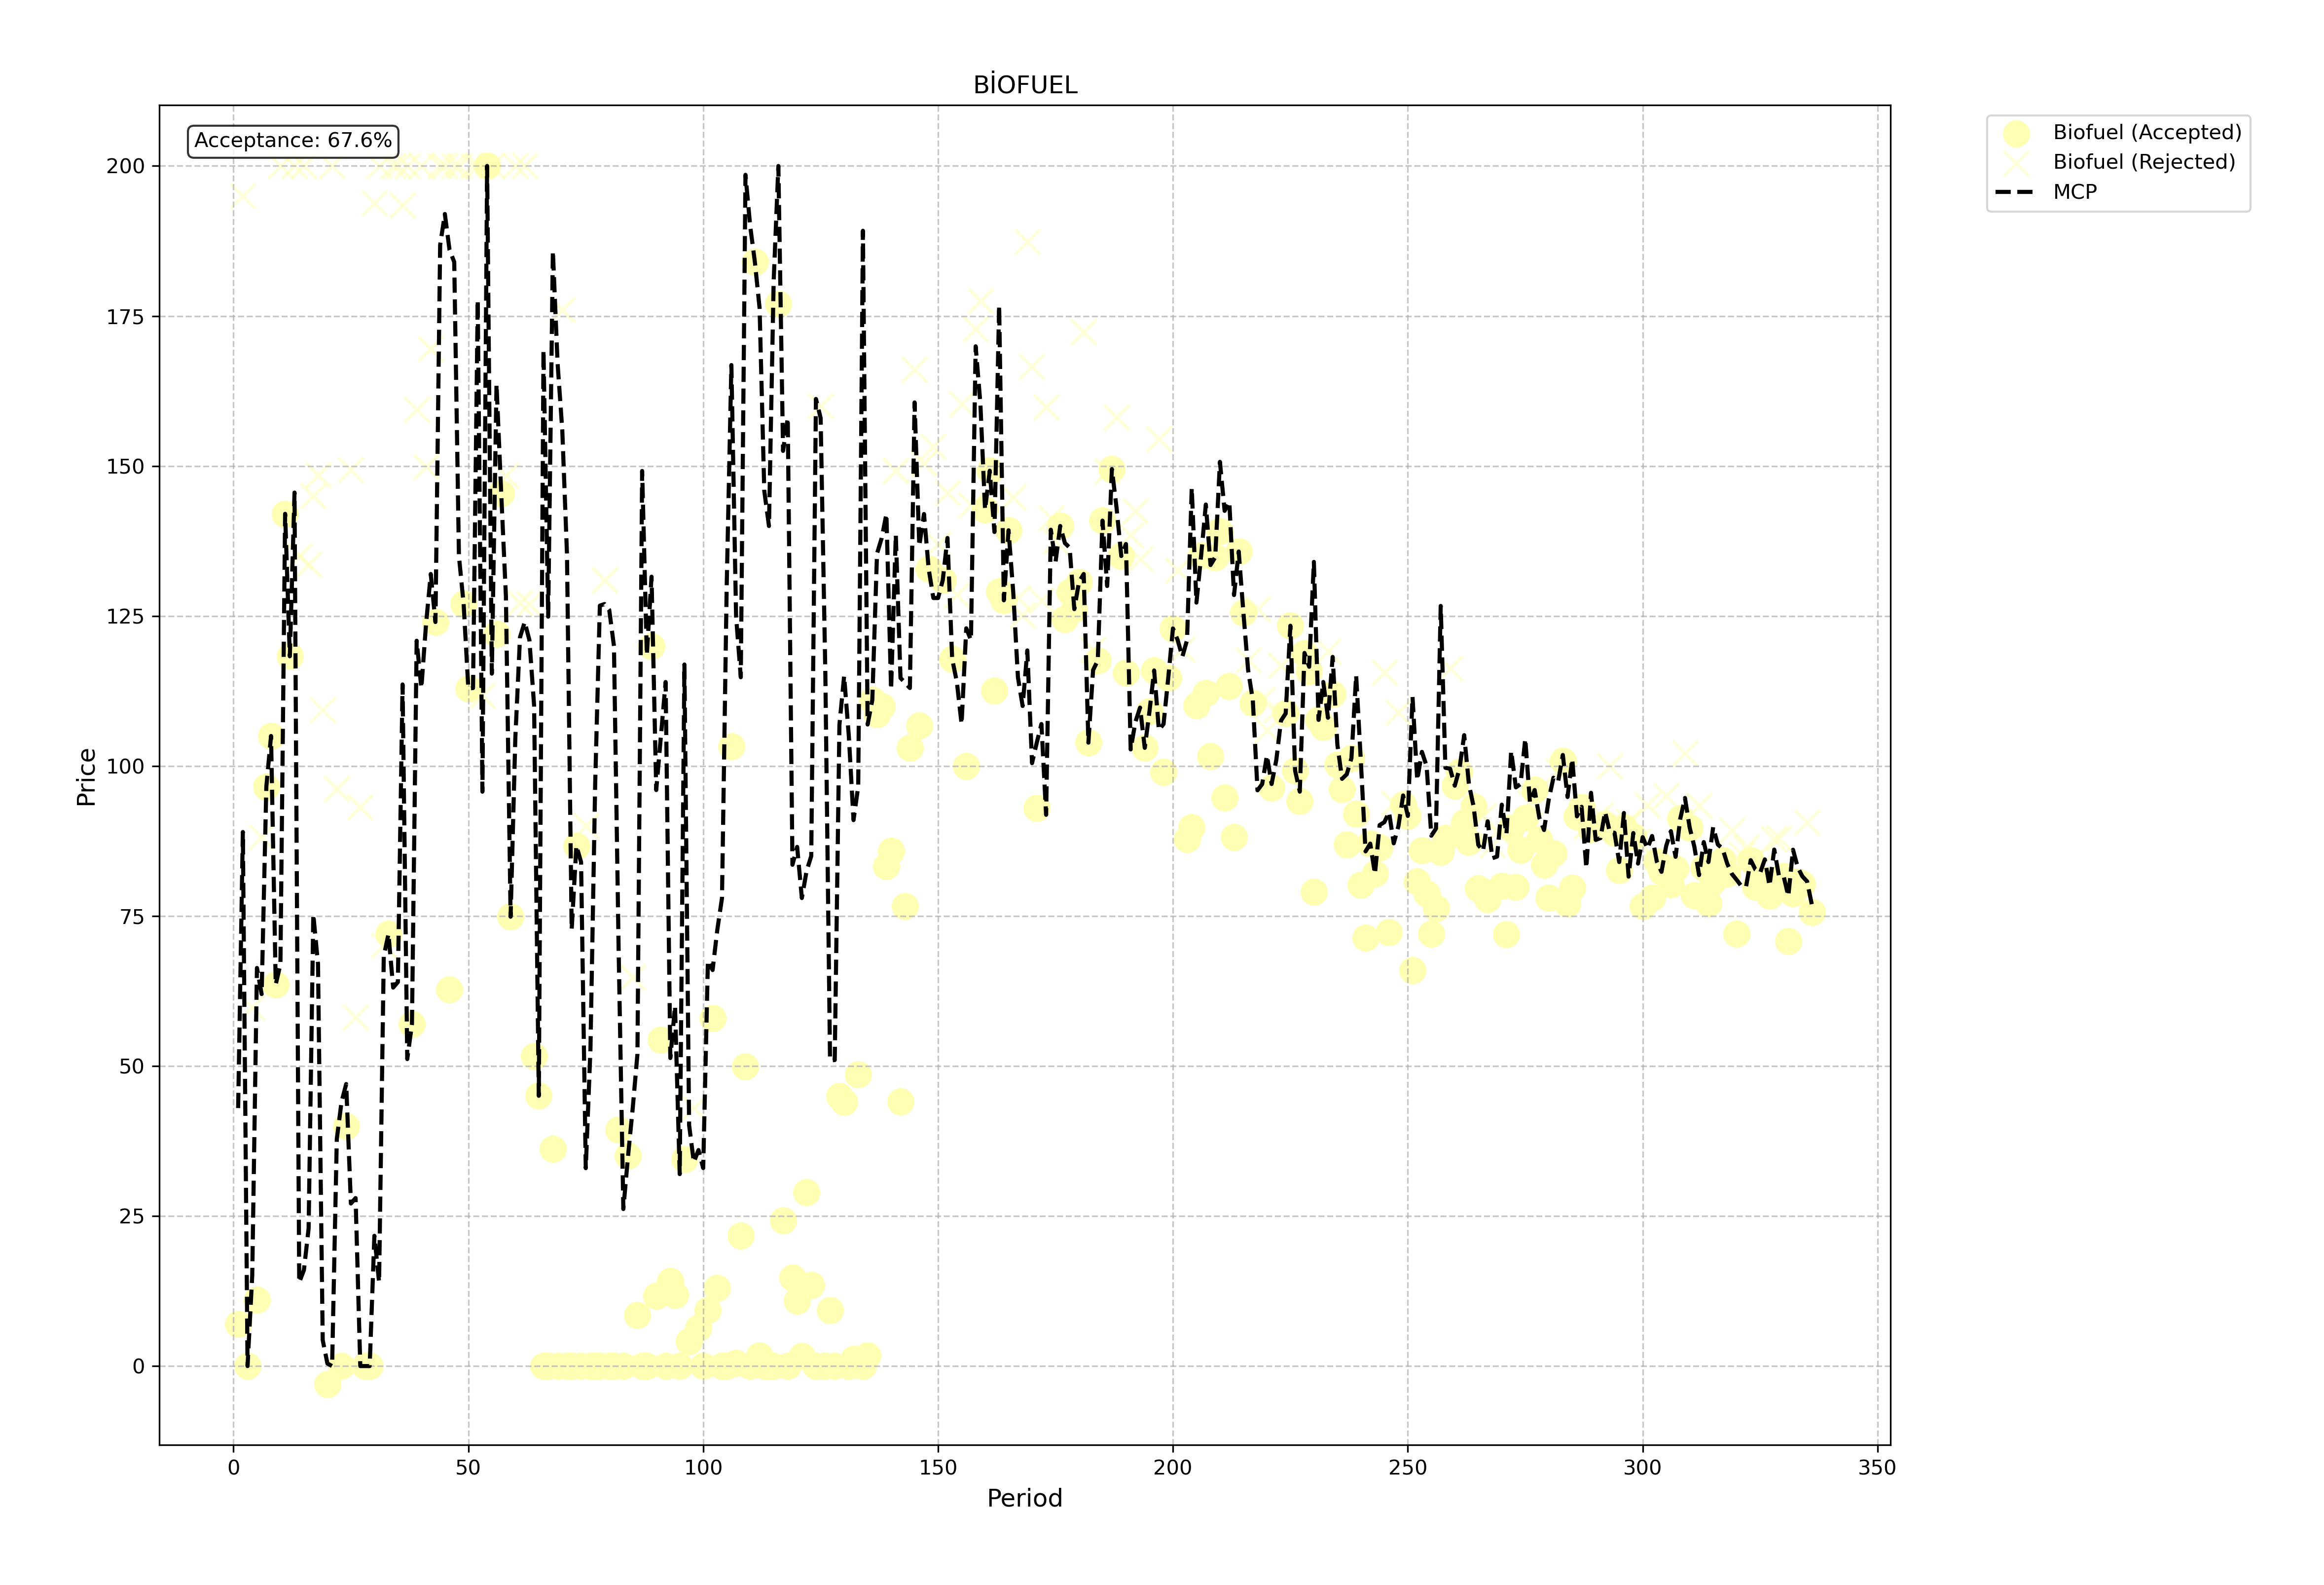 BİOFUEL
Acceptance: 67.6%
Biofuel (Accepted)
Biofuel (Rejected)
MCP
Price
200
175
150
125
100
75
50
25
0
0 50 100 150 200 250 300 350
Period